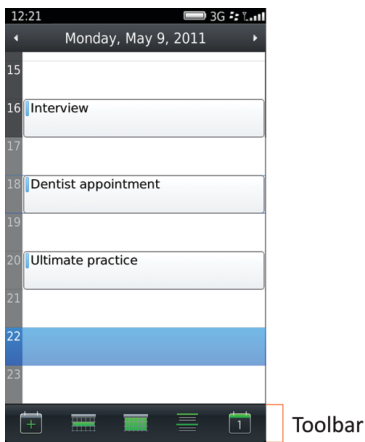 12:21 3G
Monday, May 9, 2011
15
16 Interview
17
18 Dentist appointment
19
20 Ultimate practice
21
22
23
1
Toolbar